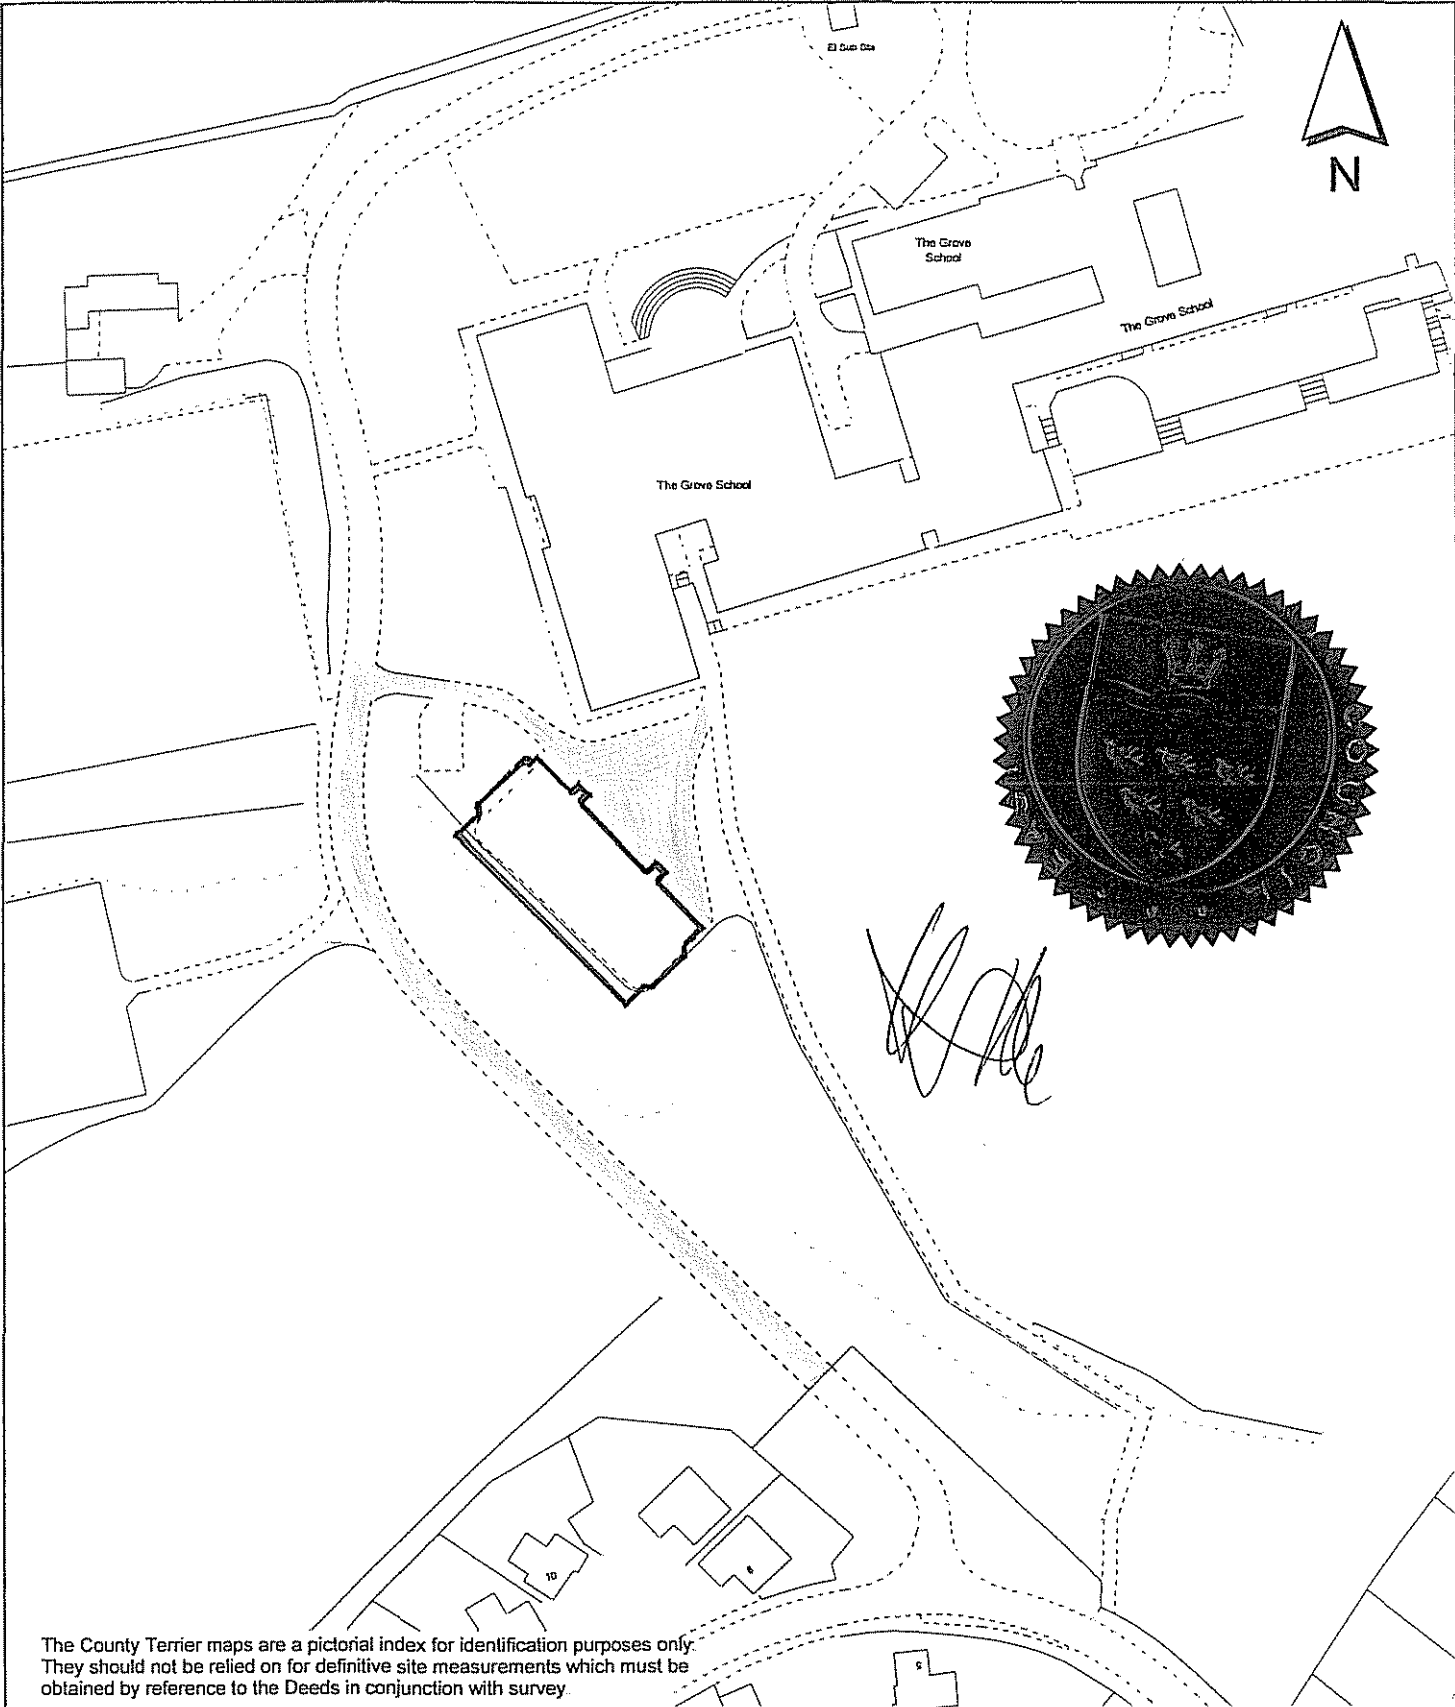 El Sub Sta
N
The Grove
School
The Grove School
The Grove School
10
5
The County Terrier maps are a pictorial index for identification purposes only.
They should not be relied on for definitive site measurements which must be
obtained by reference to the Deeds in conjunction with survey.